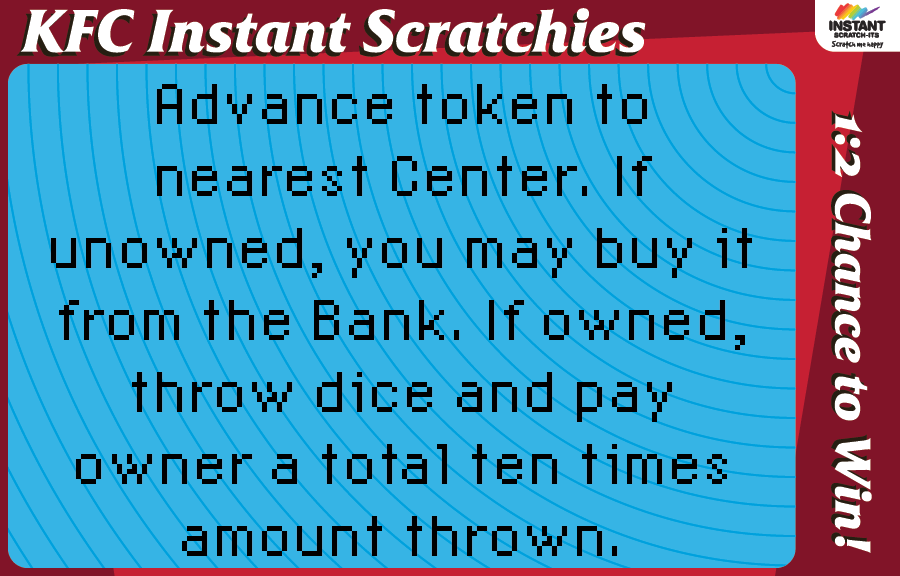 KFC Instant Scratchies
INSTANT
SCRATCH-ITS
Scratch me happy
Advance token to
nearest Center. If
unowned, you may buy it
from the Bank. If owned,
throw dice and pay
owner a total ten times
amount thrown.
1:2 Chance to Win!